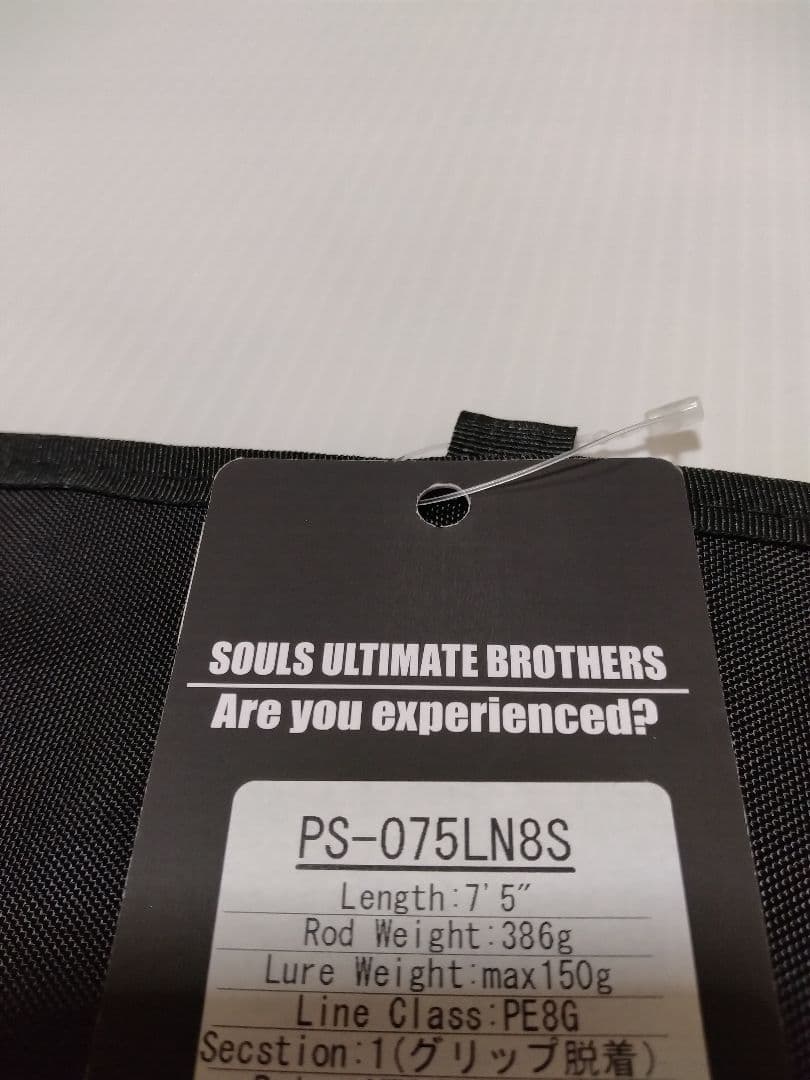 SOULS ULTIMATE BROTHERS
Are you experienced?
PS-075LN8S
Length:7'5"
Rod Weight:386g
Lure Weight:max150g
Line Class:PE8G
Secstion:1(グリップ脱着)